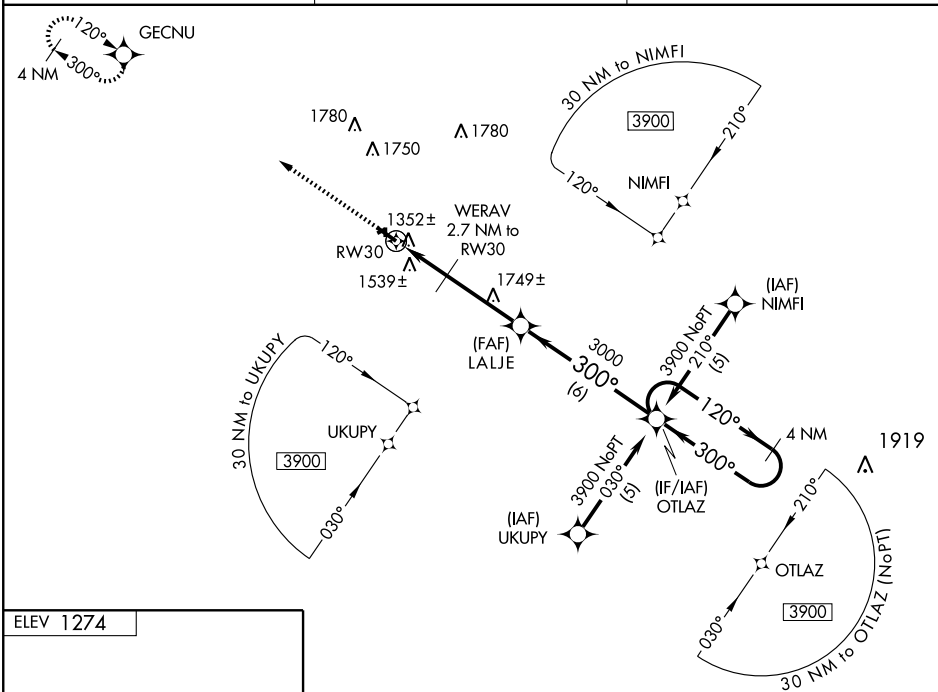 GECNU
120°
300°
4 NM
30 NM to NIMFI
3900
210°
120°
NIMFI
1780
1750
1780
1352±
WERAV
2.7 NM to
RW30
RW30
1539±
1749±
(FAF)
LALJE
3000
300°
(6)
(IAF)
NIMFI
3900 NoPT
210°
(5)
120°
300°
4 NM
1919
30 NM to UKUPY
120°
UKUPY
3900
030°
3900 NoPT
030°
(5)
(IAF)
UKUPY
(IF/IAF)
OTLAZ
210°
OTLAZ
3900
030°
30 NM to OTLAZ (NoPT)
ELEV 1274